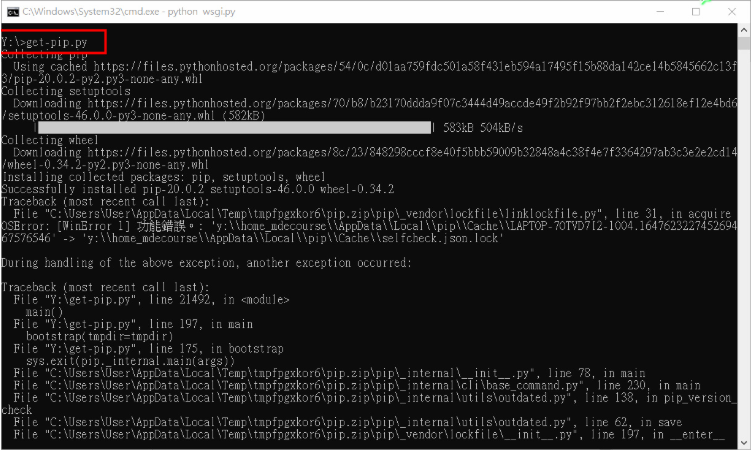 C:\Windows\System32\cmd.exe - python wsgi.py
Y:\>get-pip.py
Collecting pip
  Using cached https://files.pythonhosted.org/packages/54/0c/d01aa759fdc501a58f431eb594a17495f15b88da142ce14b5845662c13f
3/pip-20.0.2-py2.py3-none-any.whl
Collecting setuptools
  Downloading https://files.pythonhosted.org/packages/70/b8/b23170ddda9f07c3444d49accde49f2b92f97bb2f2ebc312618ef12e4bd6
/setuptools-46.0.0-py3-none-any.whl (582kB)
     |                                | 583kB 504kB/s
Collecting wheel
  Downloading https://files.pythonhosted.org/packages/8c/23/848298cccf8e40f5bbb59009b32848a4c38f4e7f3364297ab3c3e2e2cd14
/wheel-0.34.2-py2.py3-none-any.whl
Installing collected packages: pip, setuptools, wheel
Successfully installed pip-20.0.2 setuptools-46.0.0 wheel-0.34.2
Traceback (most recent call last):
  File "C:\Users\User\AppData\Local\Temp\tmpfpgxkor6\pip.zip\pip\_vendor\lockfile\linklockfile.py", line 31, in acquire
OSError: [WinError 1] 功能錯誤。: 'y:\\home_mdecourse\\AppData\\Local\\pip\\Cache\\LAPTOP-70TVD7I2-1004.1647623227452694
67576546' -> 'y:\\home_mdecourse\\AppData\\Local\\pip\\Cache\\selfcheck.json.lock'
During handling of the above exception, another exception occurred:
Traceback (most recent call last):
  File "Y:\get-pip.py", line 21492, in <module>
    main()
  File "Y:\get-pip.py", line 197, in main
    bootstrap(tmpdir=tmpdir)
  File "Y:\get-pip.py", line 175, in bootstrap
    sys.exit(pip._internal.main(args))
  File "C:\Users\User\AppData\Local\Temp\tmpfpgxkor6\pip.zip\pip\_internal\__init__.py", line 78, in main
  File "C:\Users\User\AppData\Local\Temp\tmpfpgxkor6\pip.zip\pip\_internal\cli\base_command.py", line 230, in main
  File "C:\Users\User\AppData\Local\Temp\tmpfpgxkor6\pip.zip\pip\_internal\utils\outdated.py", line 138, in pip_version_
check
  File "C:\Users\User\AppData\Local\Temp\tmpfpgxkor6\pip.zip\pip\_internal\utils\outdated.py", line 62, in save
  File "C:\Users\User\AppData\Local\Temp\tmpfpgxkor6\pip.zip\pip\_vendor\lockfile\__init__.py", line 197, in __enter__